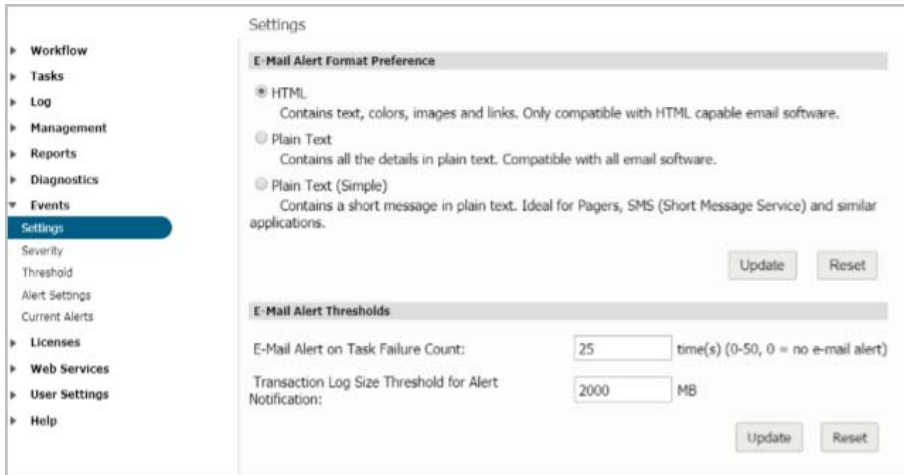 Settings
Workflow
Tasks
Log
Management
Reports
Diagnostics
Events
Settings
Severity
Threshold
Alert Settings
Current Alerts
Licenses
Web Services
User Settings
Help
E-Mail Alert Format Preference
HTML
Contains text, colors, images and links. Only compatible with HTML capable email software.
Plain Text
Contains all the details in plain text. Compatible with all email software.
Plain Text (Simple)
Contains a short message in plain text. Ideal for Pagers, SMS (Short Message Service) and similar
applications.
Update Reset
E-Mail Alert Thresholds
E-Mail Alert on Task Failure Count: 25 time(s) (0-50, 0 = no e-mail alert)
Transaction Log Size Threshold for Alert
Notification: 2000 MB
Update Reset